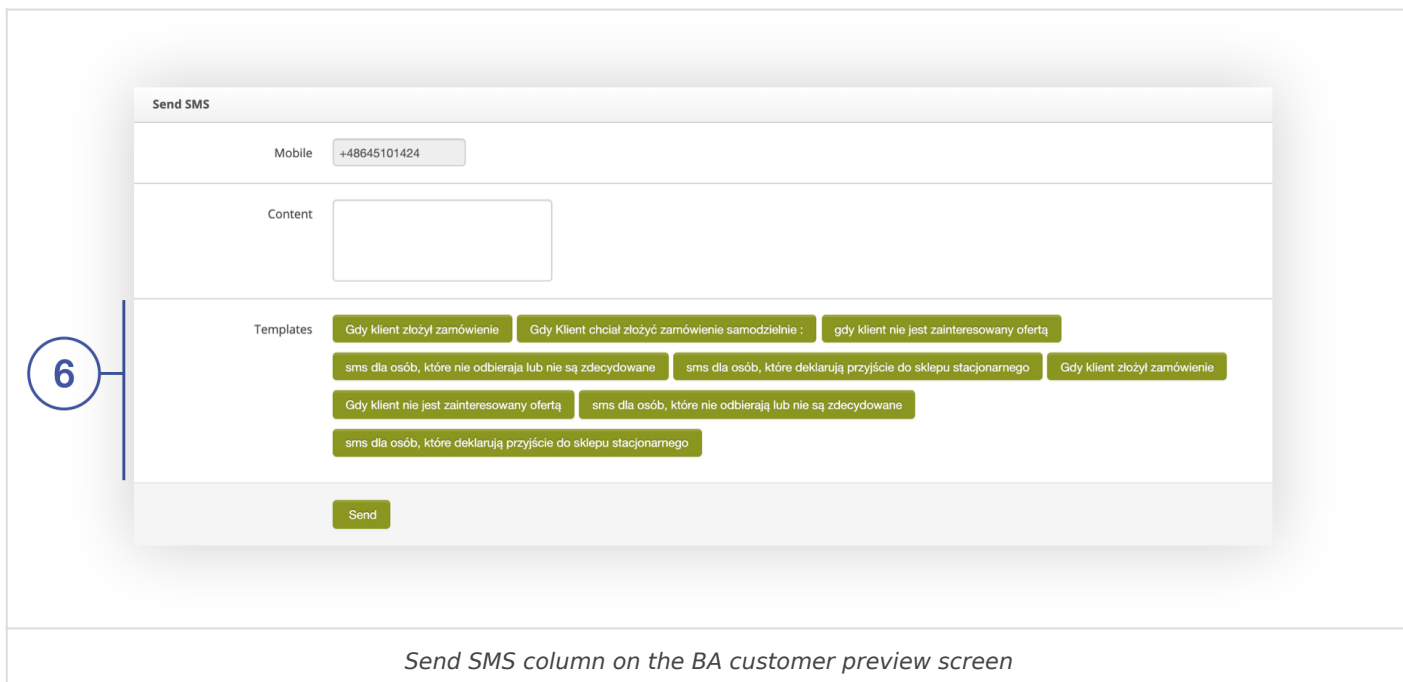 Send SMS
Mobile +48645101424
Content
Templates Gdy klient złożył zamówienie Gdy Klient chciał złożyć zamówienie samodzielnie : gdy klient nie jest zainteresowany ofertą
6 sms dla osób, które nie odbieraja lub nie są zdecydowane sms dla osób, które deklarują przyjście do sklepu stacjonarnego Gdy klient złożył zamówienie
Gdy klient nie jest zainteresowany ofertą sms dla osób, które nie odbierają lub nie są zdecydowane
sms dla osób, które deklarują przyjście do sklepu stacjonarnego
Send
Send SMS column on the BA customer preview screen